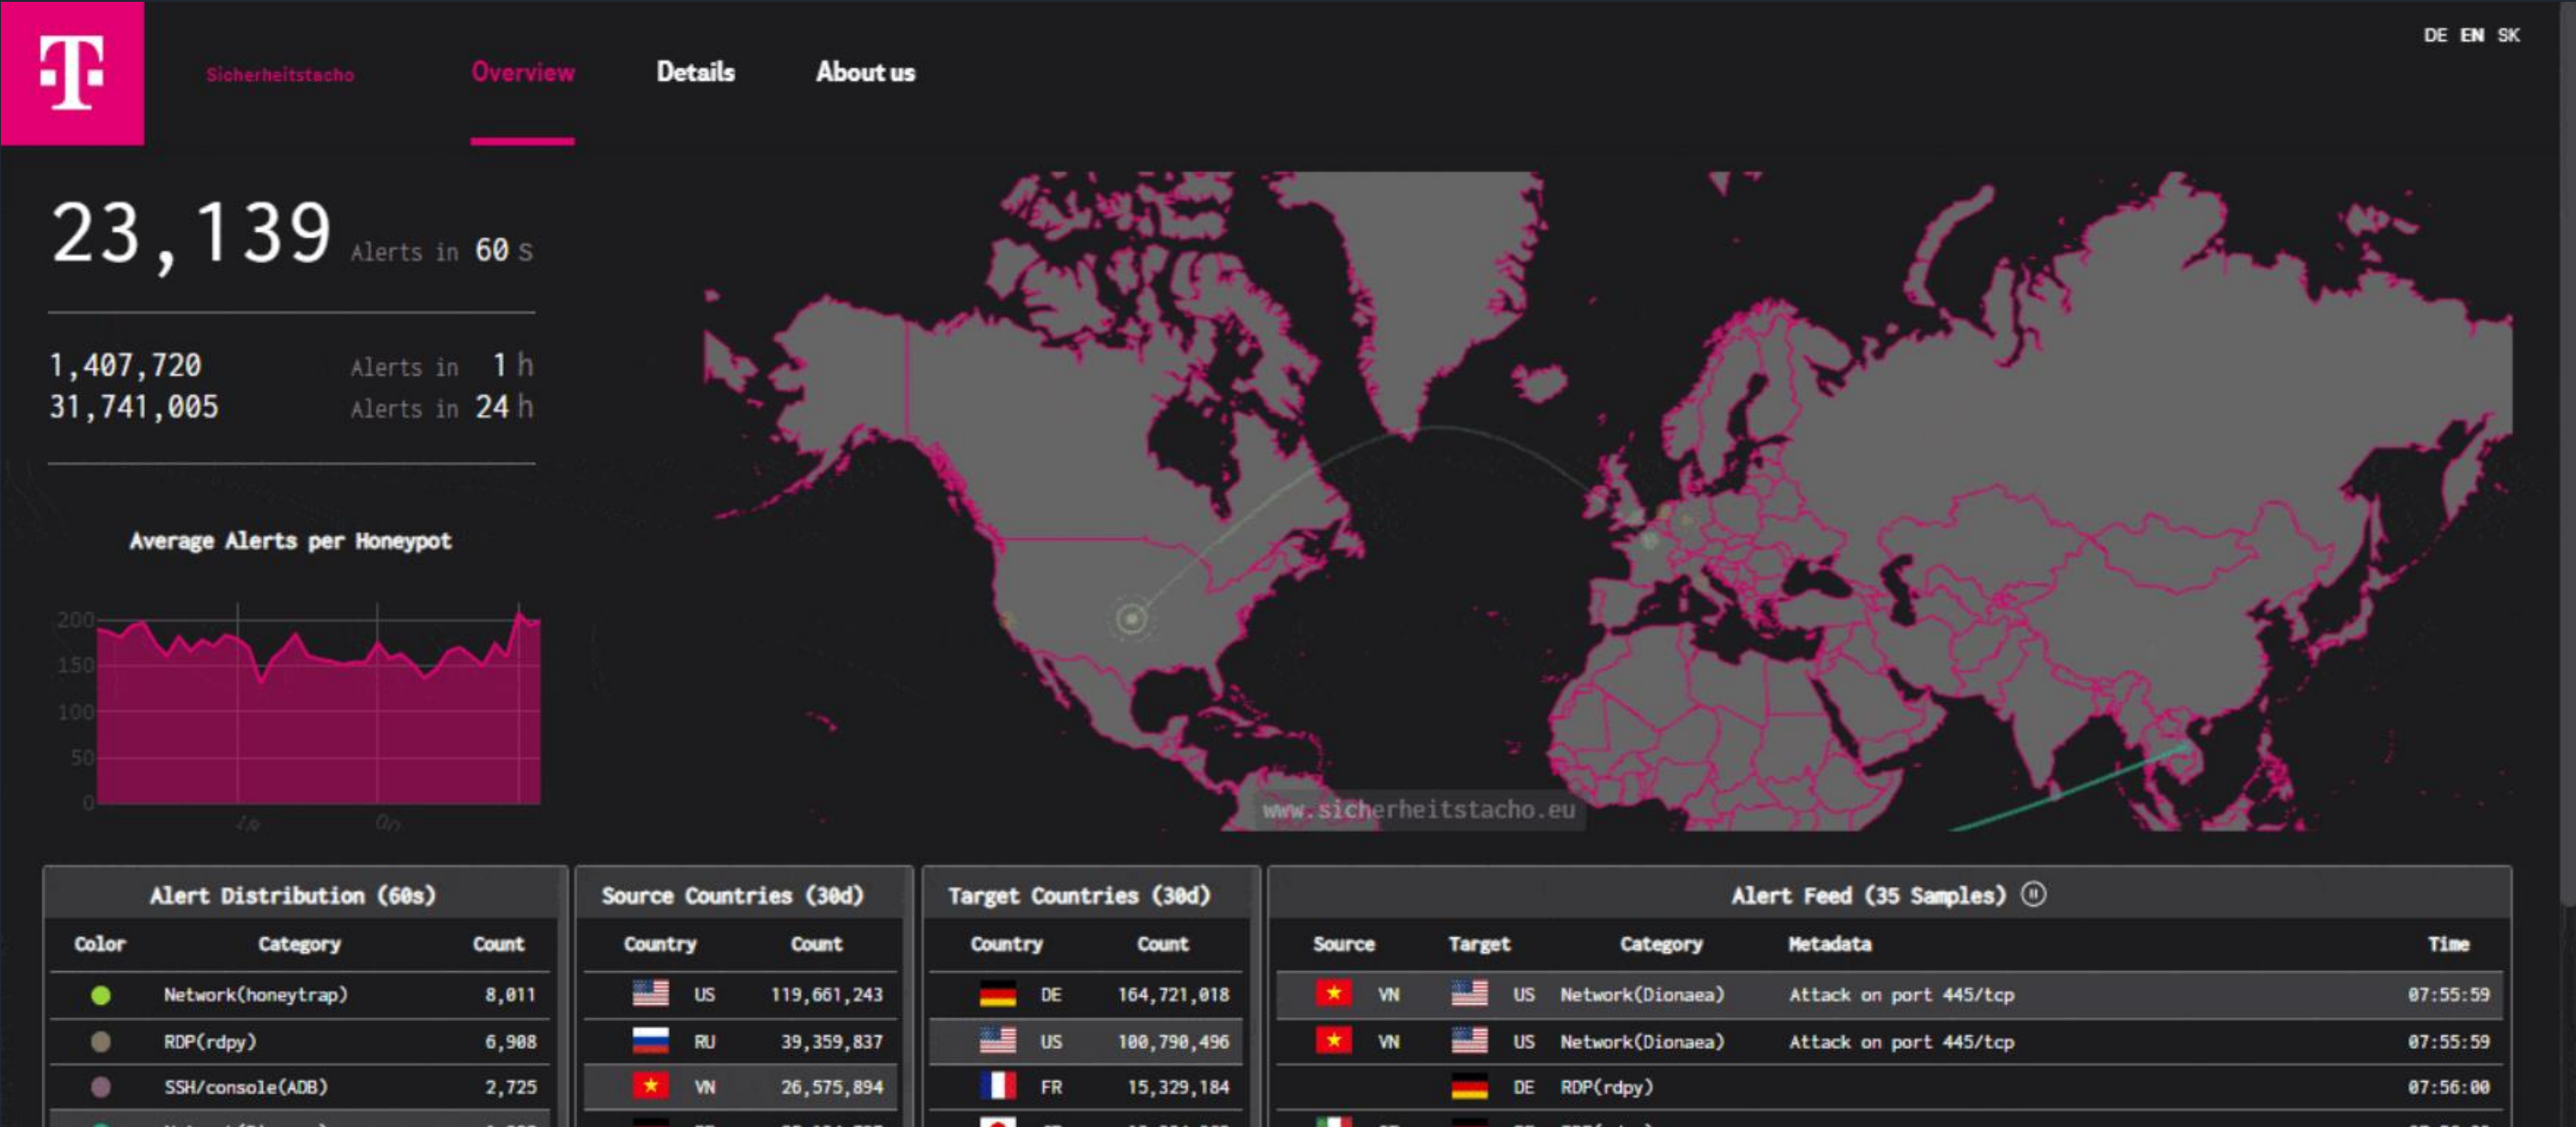 T
Sicherheitstacho
Overview
Details
About us
DE EN SK
23,139 Alerts in 60 s
1,407,720 Alerts in 1 h
31,741,005 Alerts in 24 h
Average Alerts per Honeypot
200
150
100
50
0
18 00
www.sicherheitstacho.eu
Alert Distribution (60s)
Color Category Count
Network(honeytrap) 8,011
RDP(rdpy) 6,908
SSH/console(ADB) 2,725
Source Countries (30d)
Country Count
US 119,661,243
RU 39,359,837
VN 26,575,894
Target Countries (30d)
Country Count
DE 164,721,018
US 100,790,496
FR 15,329,184
Alert Feed (35 Samples)
Source Target Category Metadata Time
VN US Network(Dionaea) Attack on port 445/tcp 07:55:59
VN US Network(Dionaea) Attack on port 445/tcp 07:55:59
DE RDP(rdpy) 07:56:00